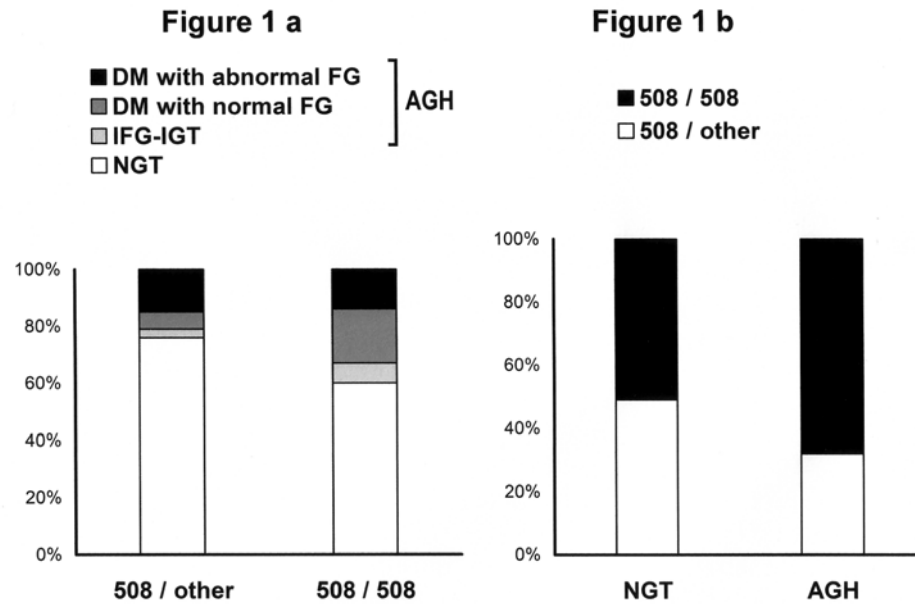 Figure 1 a
DM with abnormal FG
DM with normal FG
IFG-IGT
NGT
AGH
100%
80%
60%
40%
20%
0%
508 / other
508 / 508
Figure 1 b
508 / 508
508 / other
100%
80%
60%
40%
20%
0%
NGT
AGH